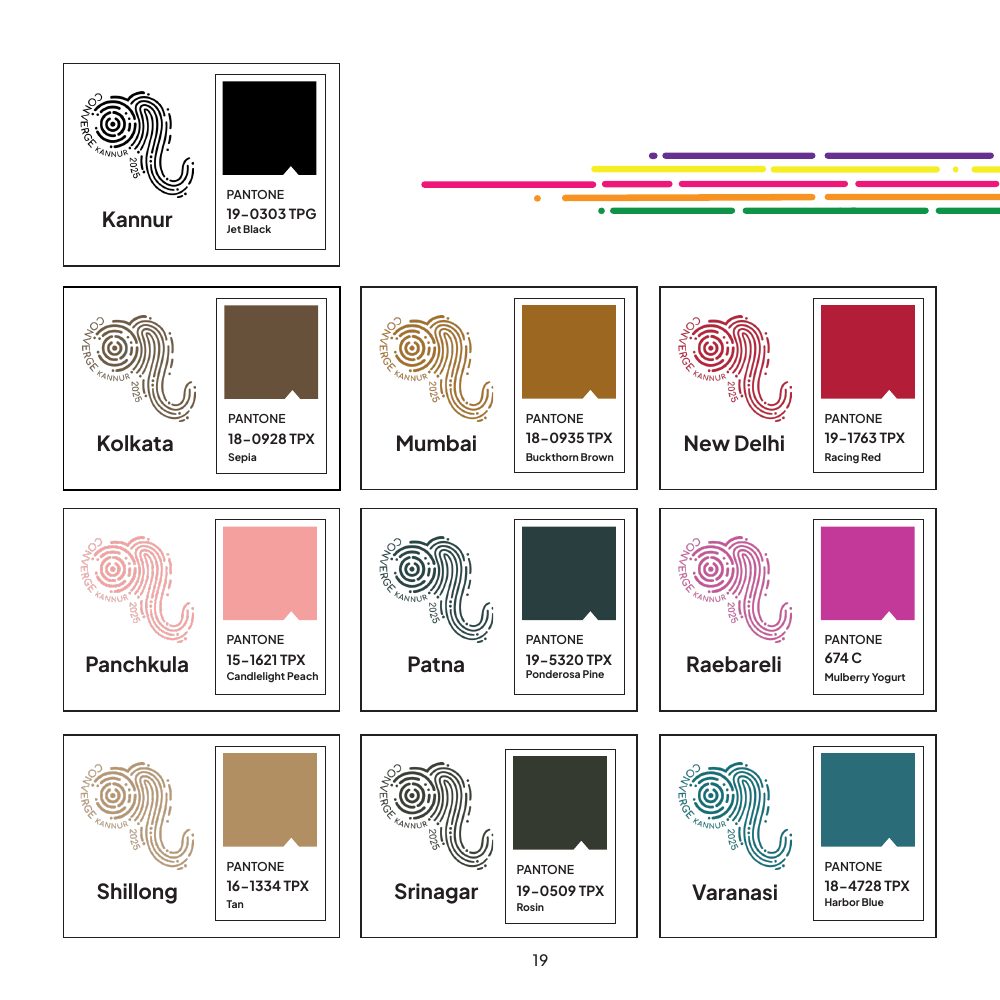 CONVERGE KANNUR 2025
Kannur
PANTONE
19-0303 TPG
Jet Black
CONVERGE KANNUR 2025
Kolkata
PANTONE
18-0928 TPX
Sepia
CONVERGE KANNUR 2025
Mumbai
PANTONE
18-0935 TPX
Buckthorn Brown
CONVERGE KANNUR 2025
New Delhi
PANTONE
19-1763 TPX
Racing Red
CONVERGE KANNUR 2025
Panchkula
PANTONE
15-1621 TPX
Candlelight Peach
CONVERGE KANNUR 2025
Patna
PANTONE
19-5320 TPX
Ponderosa Pine
CONVERGE KANNUR 2025
Raebareli
PANTONE
674 C
Mulberry Yogurt
CONVERGE KANNUR 2025
Shillong
PANTONE
16-1334 TPX
Tan
CONVERGE KANNUR 2025
Srinagar
PANTONE
19-0509 TPX
Rosin
CONVERGE KANNUR 2025
Varanasi
PANTONE
18-4728 TPX
Harbor Blue
19